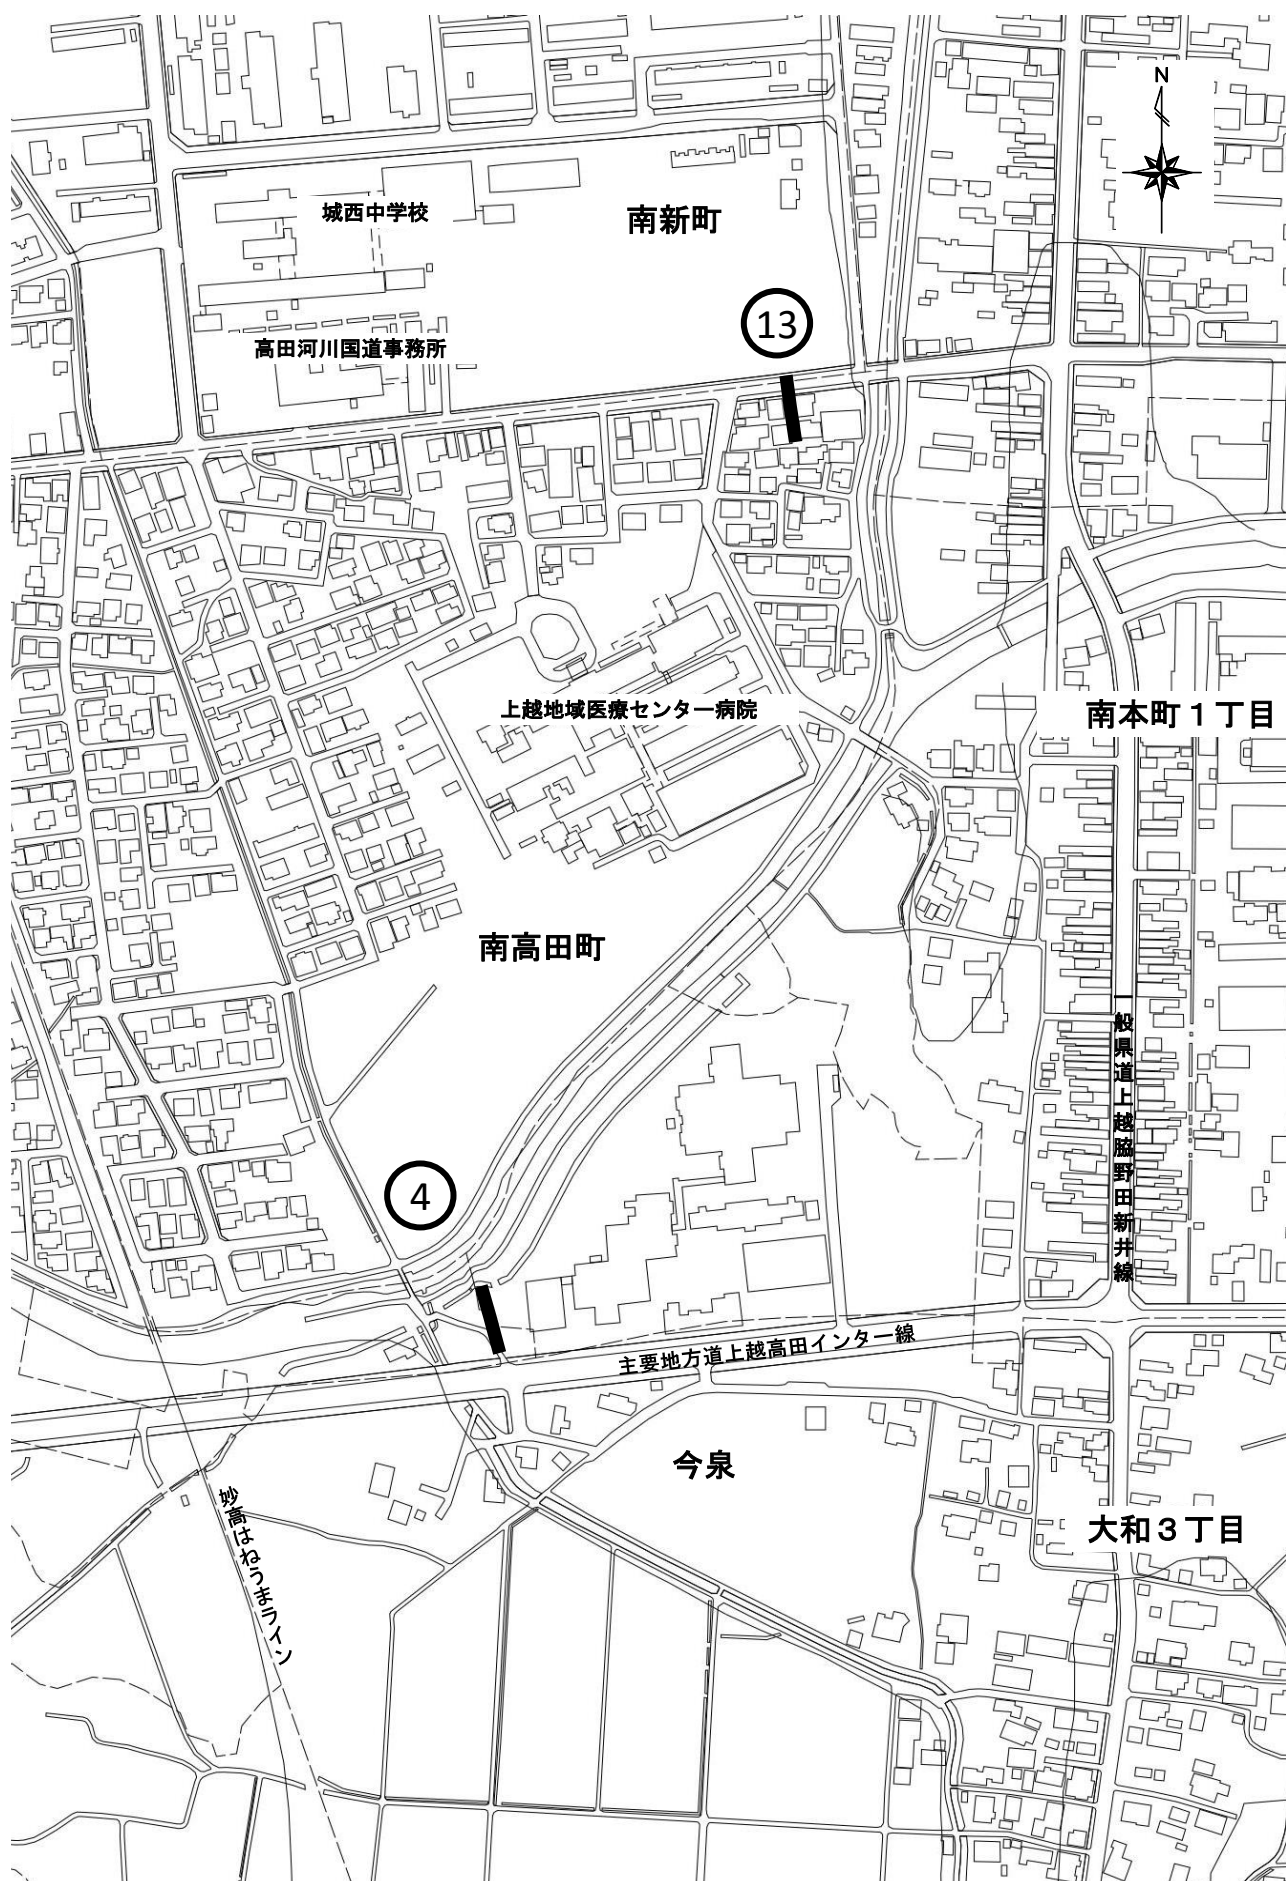 N
城西中学校
南新町
13
高田河川国道事務所
上越地域医療センター病院
南本町１丁目
南高田町
一般県道上越脇野田新井線
4
主要地方道上越高田インター線
今泉
妙高はねうまライン
大和３丁目